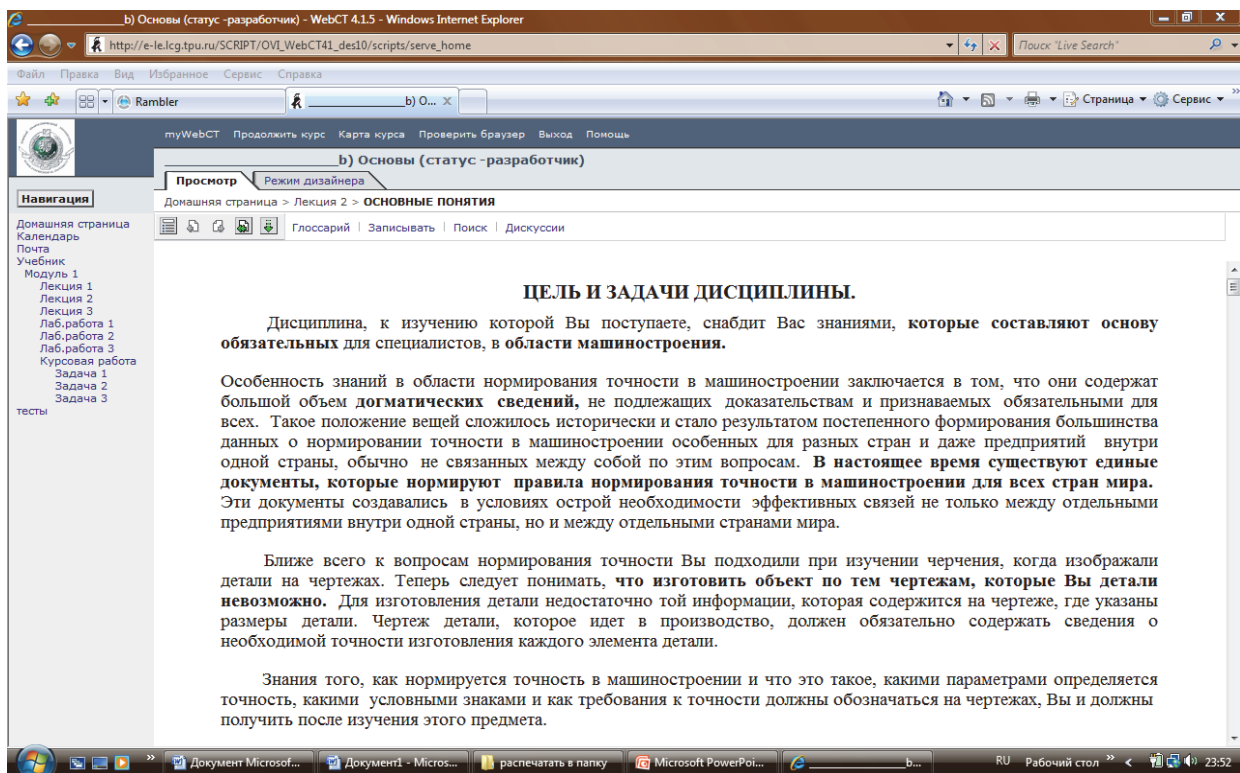 _______________b) Основы (статус -разработчик) - WebCT 4.1.5 - Windows Internet Explorer
http://e-le.lcg.tpu.ru/SCRIPT/OVI_WebCT41_des10/scripts/serve_home
Поиск "Live Search"
Файл Правка Вид Избранное Сервис Справка
Rambler
_______________b) О...
Страница
Сервис
myWebCT Продолжить курс Карта курса Проверить браузер Выход Помощь
_______________________b) Основы (статус -разработчик)
Просмотр Режим дизайнера
Навигация
Домашняя страница > Лекция 2 > ОСНОВНЫЕ ПОНЯТИЯ
Глоссарий | Записывать | Поиск | Дискуссии
Домашняя страница
Календарь
Почта
Учебник
Модуль 1
Лекция 1
Лекция 2
Лекция 3
Лаб.работа 1
Лаб.работа 2
Лаб.работа 3
Курсовая работа
Задача 1
Задача 2
Задача 3
тесты
ЦЕЛЬ И ЗАДАЧИ ДИСЦИПЛИНЫ.
Дисциплина, к изучению которой Вы поступаете, снабдит Вас знаниями, которые составляют основу
обязательных для специалистов, в области машиностроения.
Особенность знаний в области нормирования точности в машиностроении заключается в том, что они содержат
большой объем догматических сведений, не подлежащих доказательствам и признаваемых обязательными для
всех. Такое положение вещей сложилось исторически и стало результатом постепенного формирования большинства
данных о нормировании точности в машиностроении особенных для разных стран и даже предприятий внутри
одной страны, обычно не связанных между собой по этим вопросам. В настоящее время существуют единые
документы, которые нормируют правила нормирования точности в машиностроении для всех стран мира.
Эти документы создавались в условиях острой необходимости эффективных связей не только между отдельными
предприятиями внутри одной страны, но и между отдельными странами мира.
Ближе всего к вопросам нормирования точности Вы подходили при изучении черчения, когда изображали
детали на чертежах. Теперь следует понимать, что изготовить объект по тем чертежам, которые Вы детали
невозможно. Для изготовления детали недостаточно той информации, которая содержится на чертеже, где указаны
размеры детали. Чертеж детали, которое идет в производство, должен обязательно содержать сведения о
необходимой точности изготовления каждого элемента детали.
Знания того, как нормируется точность в машиностроении и что это такое, какими параметрами определяется
точность, какими условными знаками и как требования к точности должны обозначаться на чертежах, Вы и должны
получить после изучения этого предмета.
Документ Microsof... Документ1 - Micros... распечатать в папку Microsoft PowerPoi... _______________b... RU Рабочий стол 23:52